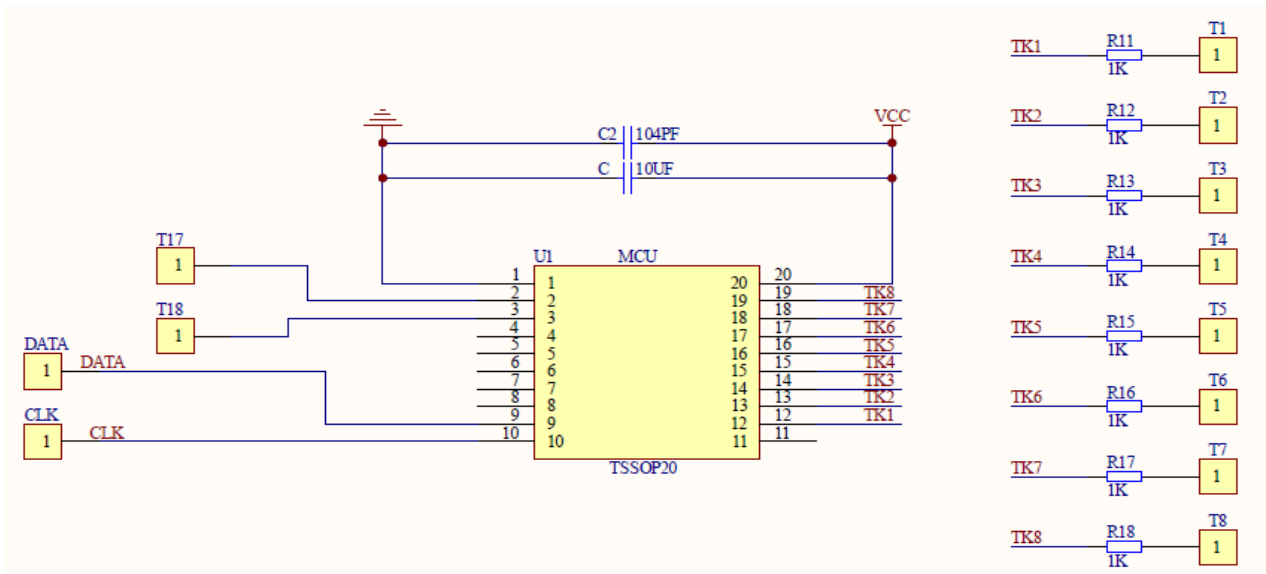 VCC
C2 104PF
C 10UF
T17
1
T18
1
DATA
1 DATA
CLK
1 CLK
U1 MCU
1 1 20 20
2 2 19 19 TK8
3 3 18 18 TK7
4 4 17 17 TK6
5 5 16 16 TK5
6 6 15 15 TK4
7 7 14 14 TK3
8 8 13 13 TK2
9 9 12 12 TK1
10 10 11 11
TSSOP20
T1
TK1 R11 1
1K
T2
TK2 R12 1
1K
T3
TK3 R13 1
1K
T4
TK4 R14 1
1K
T5
TK5 R15 1
1K
T6
TK6 R16 1
1K
T7
TK7 R17 1
1K
T8
TK8 R18 1
1K